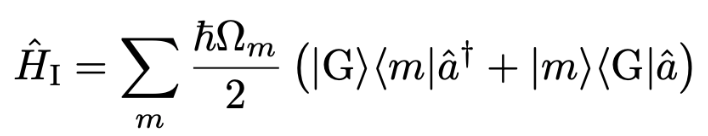 Ĥ_I = ∑_m ħΩ_m/2 (|G⟩⟨m|â† + |m⟩⟨G|â)